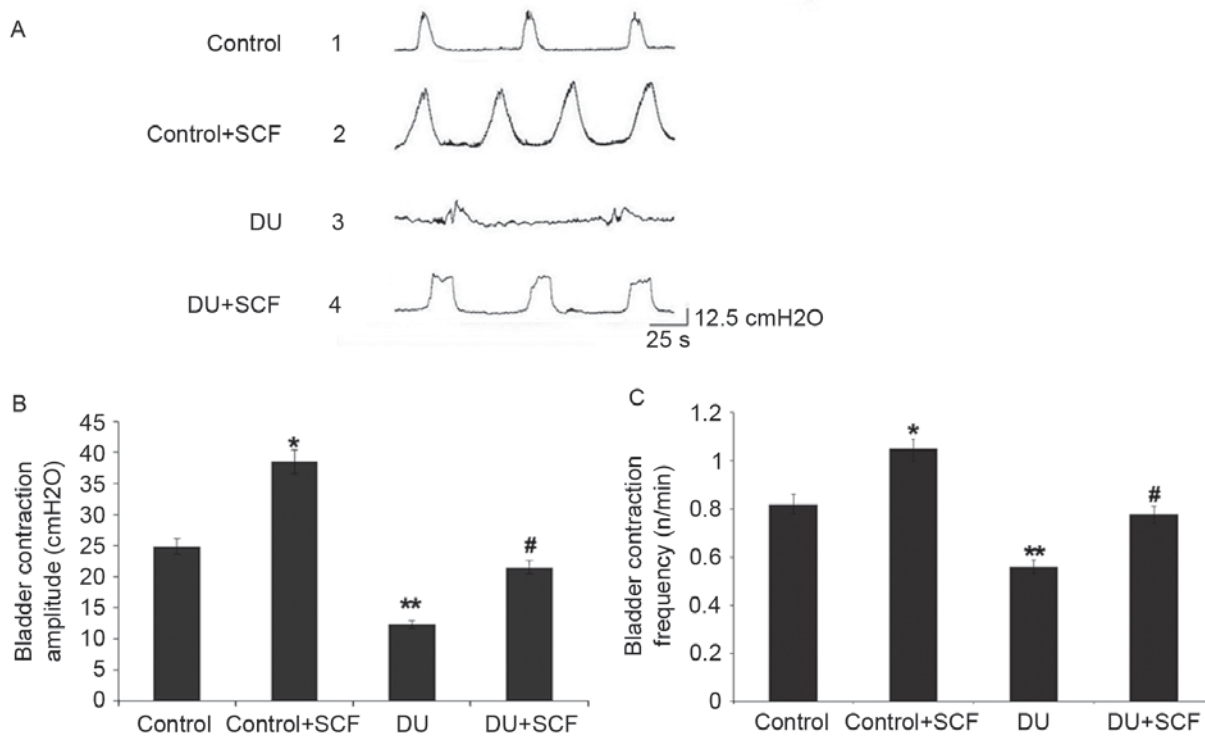 A
Control 1
Control+SCF 2
DU 3
DU+SCF 4
12.5 cmH2O
25 s
B
Bladder contraction
amplitude (cmH2O)
45
40
35
30
25
20
15
10
5
0
*
**
#
Control Control+SCF DU DU+SCF
C
Bladder contraction
frequency (n/min)
1.2
1
0.8
0.6
0.4
0.2
0
*
**
#
Control Control+SCF DU DU+SCF